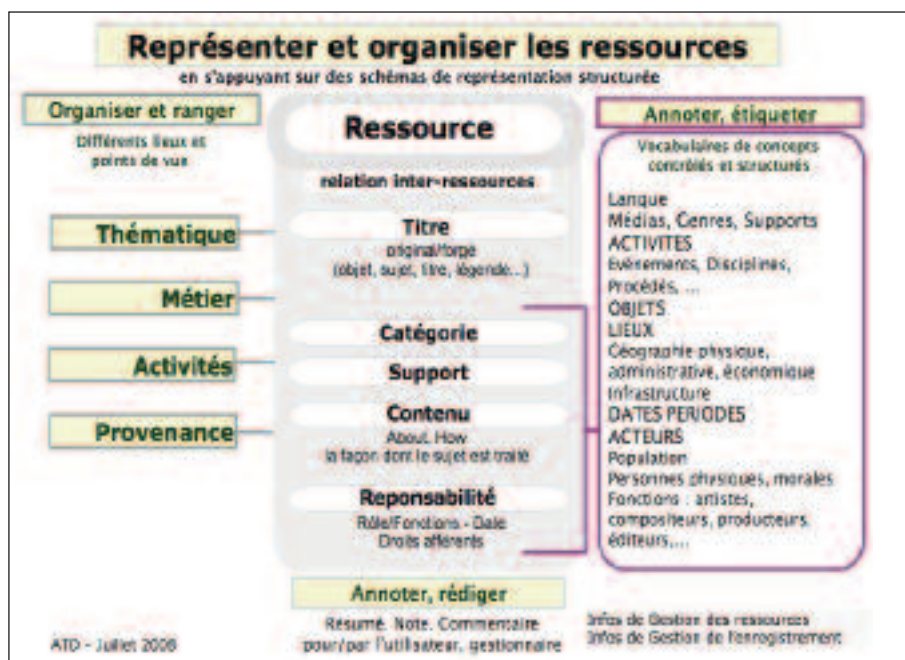 Représenter et organiser les ressources
en s'appuyant sur des schémas de représentation structurée
Organiser et ranger
Différents lieux et
points de vue
Thématique
Métier
Activités
Provenance
Ressource
relation inter-ressources
Titre
original/forgé
(objet, sujet, titre, légende...)
Catégorie
Support
Contenu
About. How
la façon dont le sujet est traité
Reponsabilité
Rôle/Fonctions - Date
Droits afférents
Annoter, étiqueter
Vocabulaires de concepts
contrôlés et structurés
Langue
Médias, Genres, Supports
ACTIVITES
Evènements, Disciplines,
Procédés, ...
OBJETS
LIEUX
Géographie physique,
administrative, économique
Infrastructure
DATES PERIODES
ACTEURS
Population
Personnes physiques, morales
Fonctions : artistes,
compositeurs, producteurs,
éditeurs,...
Annoter, rédiger
Résumé. Note. Commentaire
pour/par l'utilisateur, gestionnaire
Infos de Gestion des ressources
Infos de Gestion de l'enregistrement
ATD - Juillet 2008